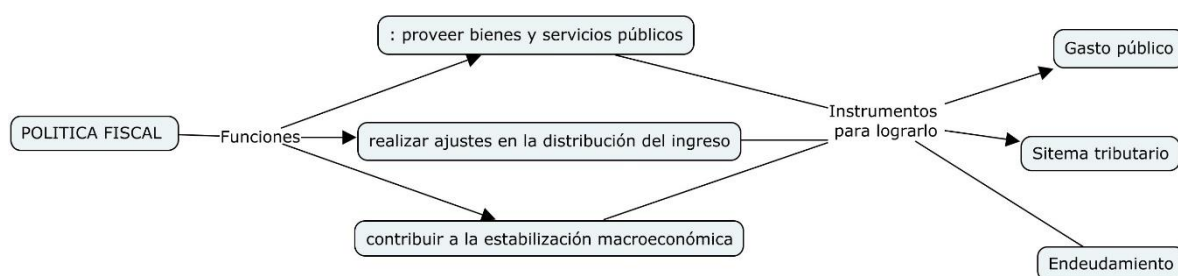 POLITICA FISCAL
Funciones
: proveer bienes y servicios públicos
realizar ajustes en la distribución del ingreso
contribuir a la estabilización macroeconómica
Instrumentos
para lograrlo
Gasto público
Sitema tributario
Endeudamiento